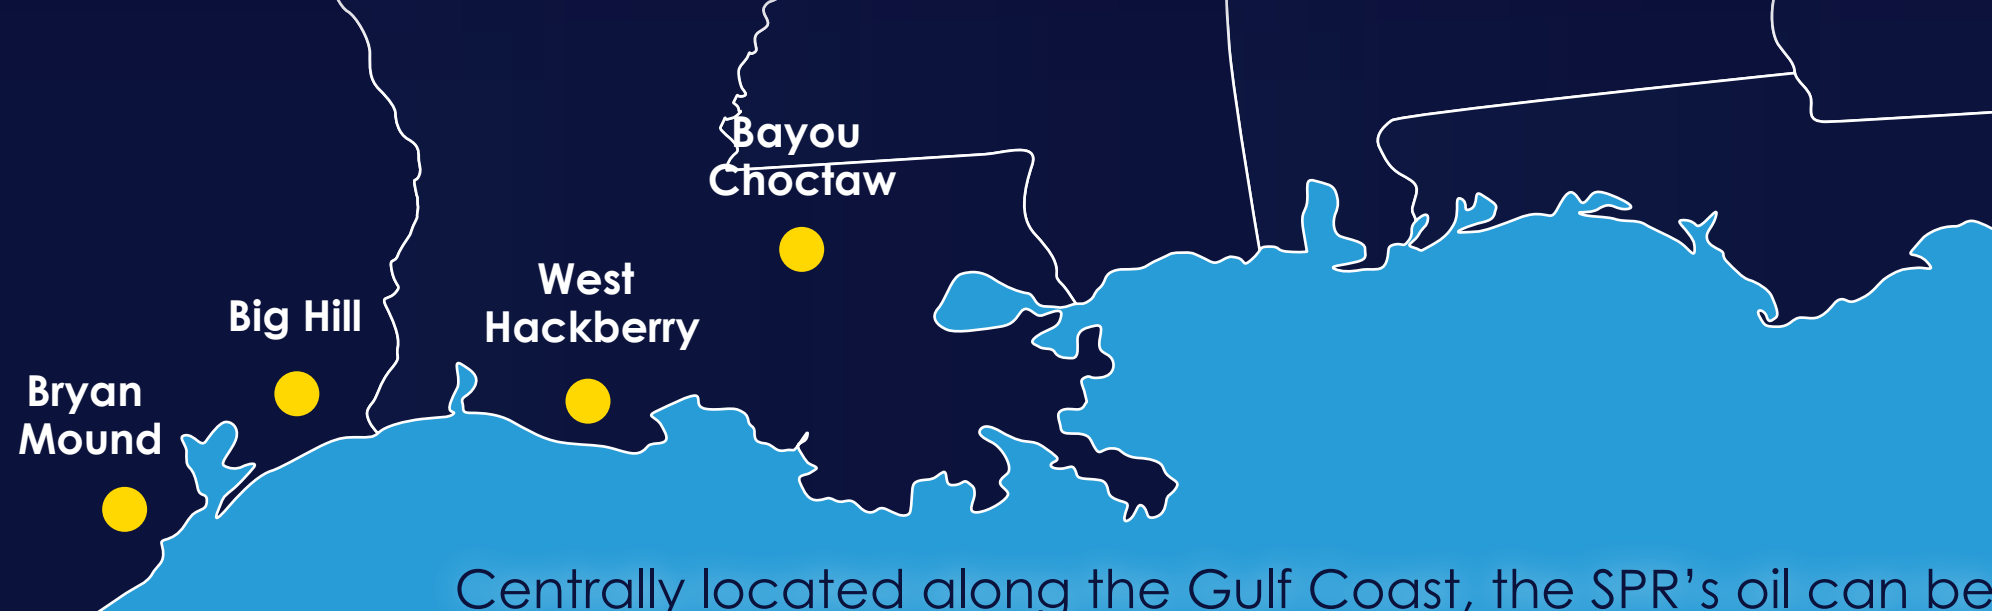 Bayou
Choctaw
West
Hackberry
Big Hill
Bryan
Mound
Centrally located along the Gulf Coast, the SPR’s oil can be